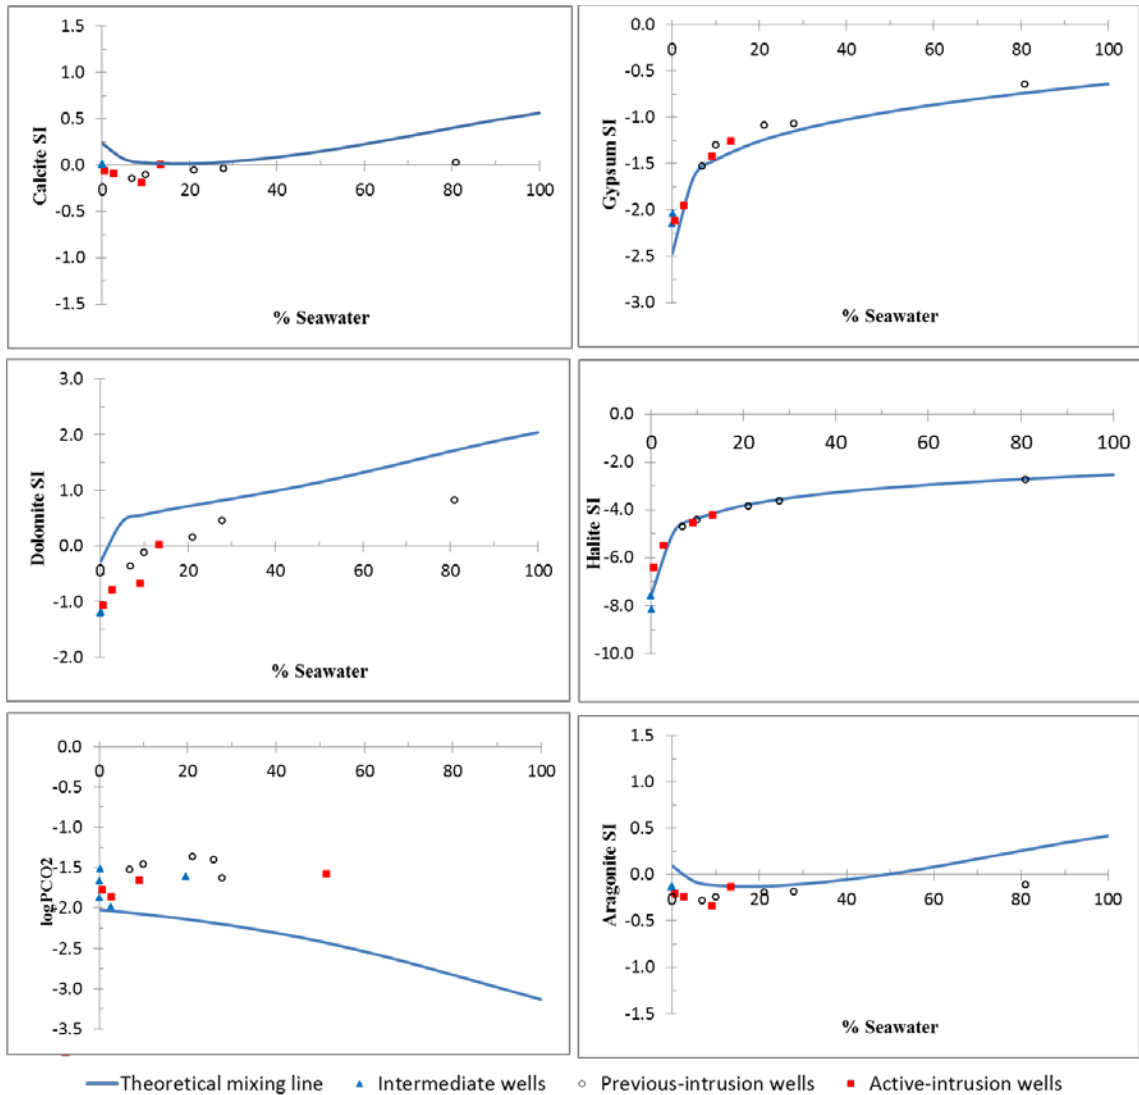 1.5
1.0
0.5
0.0
-0.5
-1.0
-1.5
0 20 40 60 80 100
Calcite SI
% Seawater
0.0
-0.5
-1.0
-1.5
-2.0
-2.5
-3.0
0 20 40 60 80 100
Gypsum SI
% Seawater
3.0
2.0
1.0
0.0
-1.0
-2.0
0 20 40 60 80 100
Dolomite SI
% Seawater
0.0
-2.0
-4.0
-6.0
-8.0
-10.0
0 20 40 60 80 100
Halite SI
0.0
-0.5
-1.0
-1.5
-2.0
-2.5
-3.0
-3.5
0 20 40 60 80 100
logPCO2
1.5
1.0
0.5
0.0
-0.5
-1.0
-1.5
0 20 40 60 80 100
Aragonite SI
% Seawater
Theoretical mixing line Intermediate wells Previous-intrusion wells Active-intrusion wells